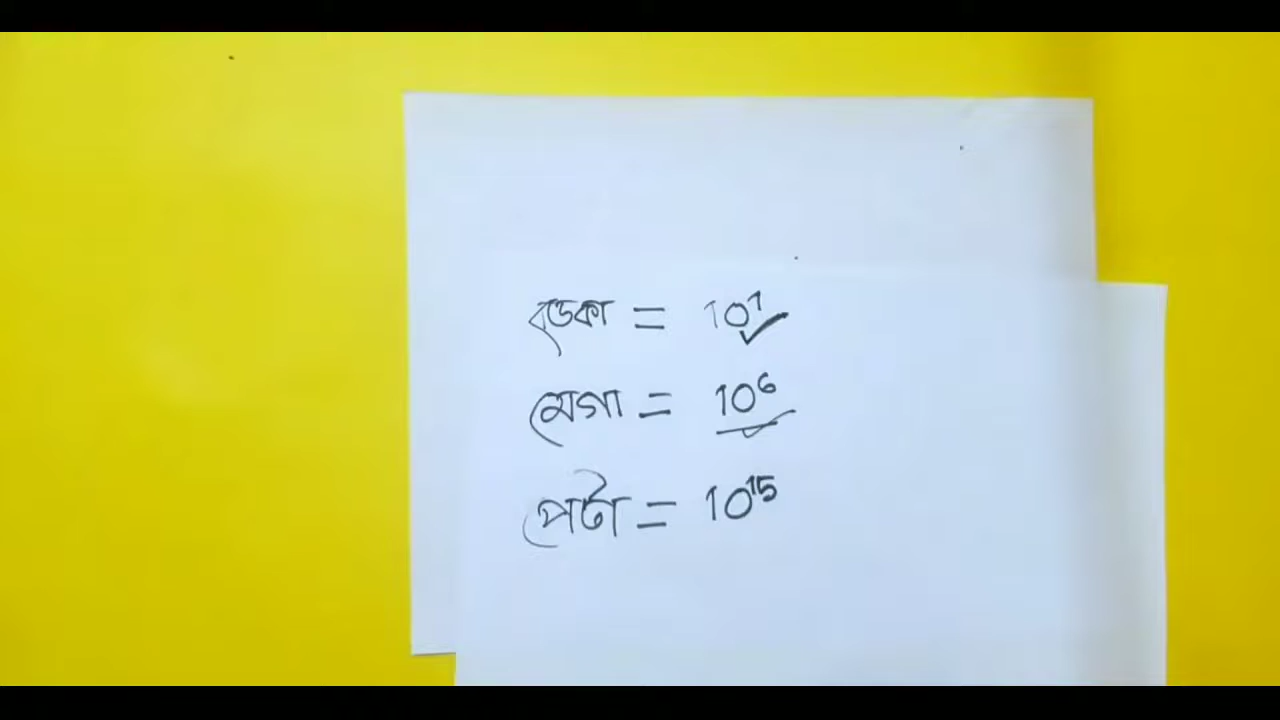 ডেকা = 10¹
মেগা = 10⁶
পেটা = 10¹⁵